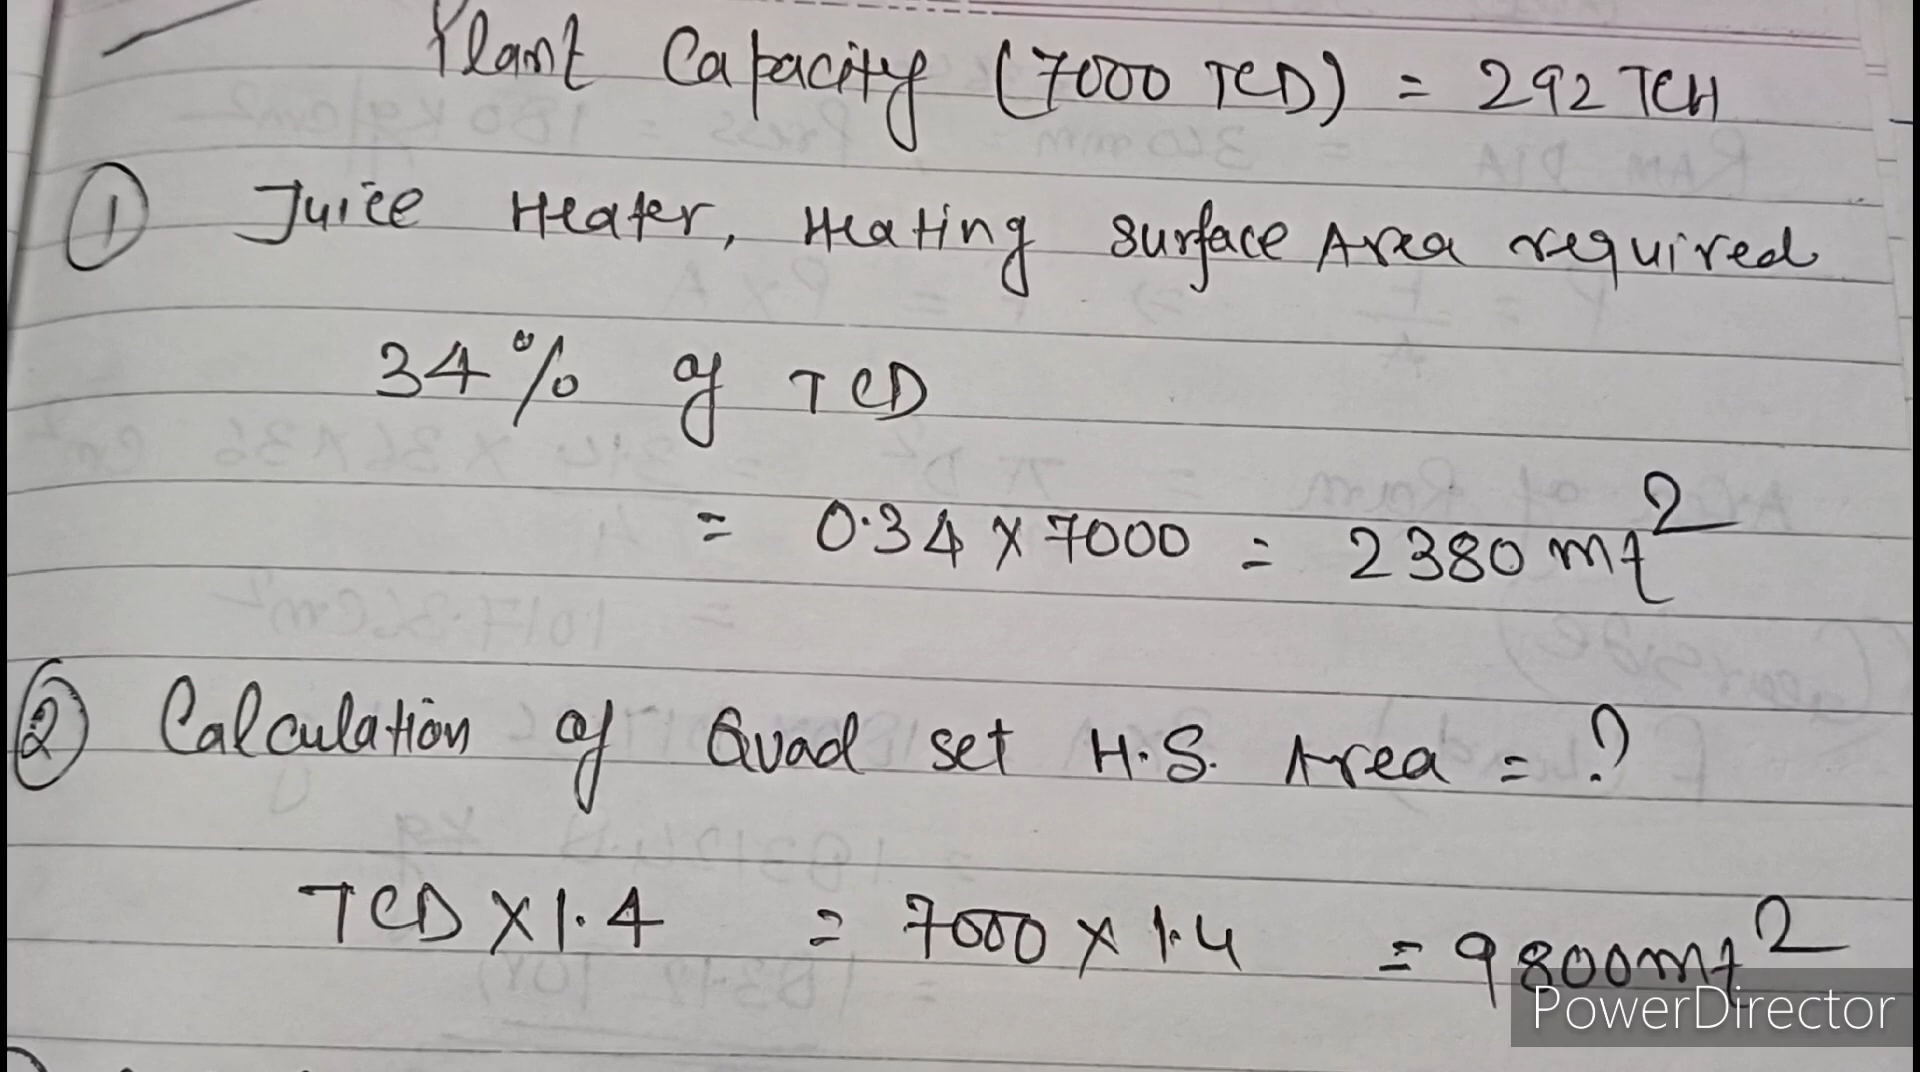 Plant Capacity (7000 TCD) = 292 TCH
① Juice Heater, Heating surface Area required
34% of TCD
= 0.34 x 7000 = 2380 mt²
② Calculation of Quad set H.S. Area = ?
TCD x 1.4 = 7000 x 1.4 = 9800mt²
PowerDirector